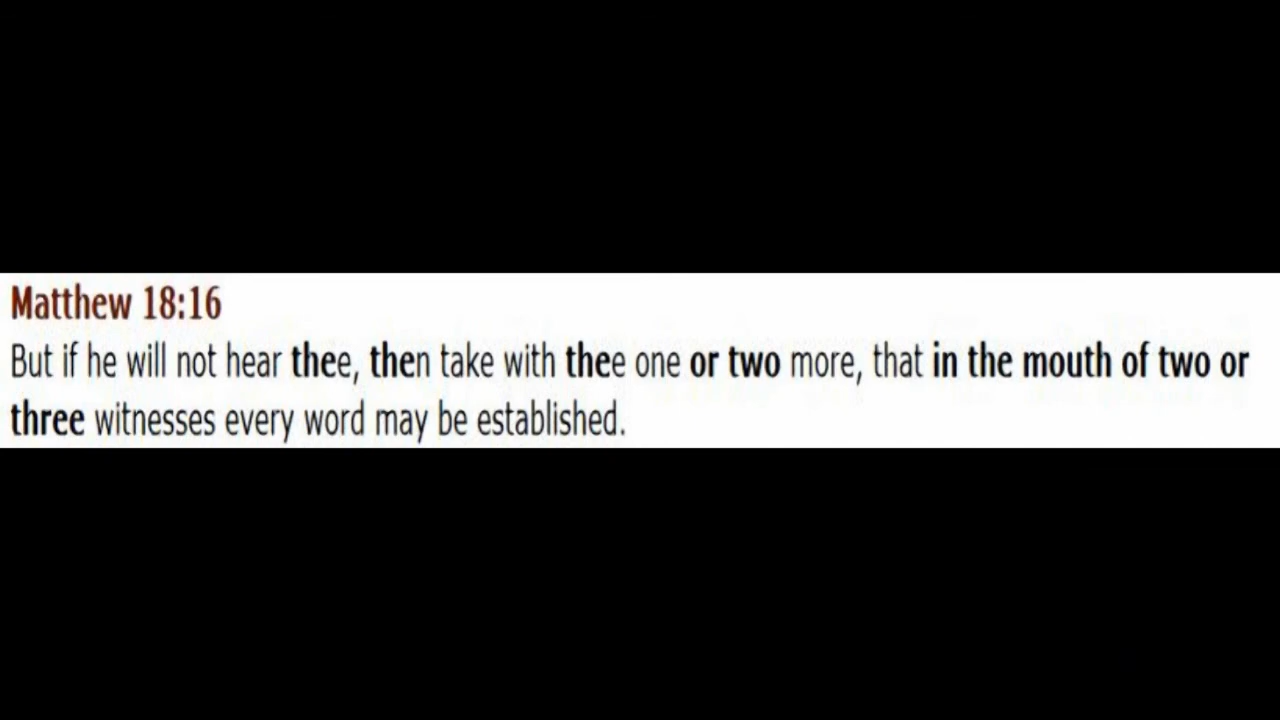 Matthew 18:16
But if he will not hear thee, then take with thee one or two more, that in the mouth of two or
three witnesses every word may be established.